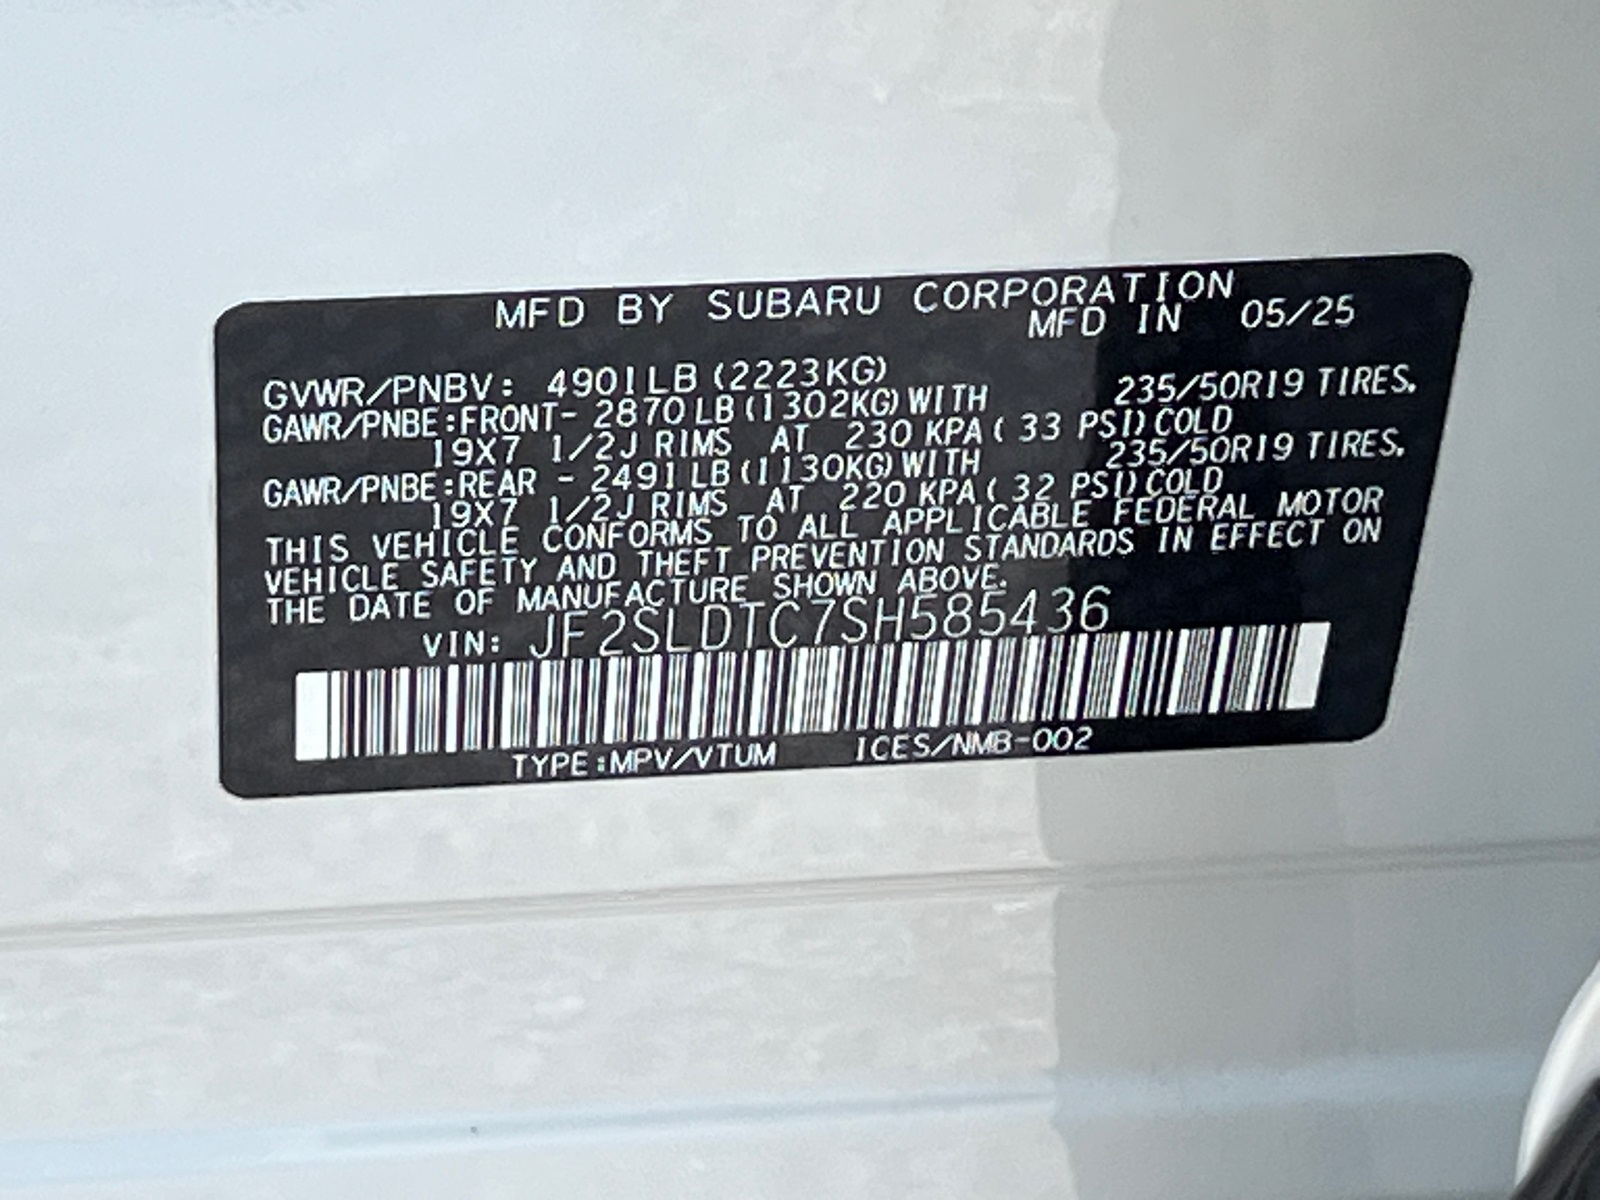 MFD BY SUBARU CORPORATION
MFD IN 05/25
GVWR/PNBV: 4901LB (2223KG)
GAWR/PNBE:FRONT- 2870LB(1302KG)WITH 235/50R19 TIRES.
19X7 1/2J RIMS AT 230 KPA( 33 PSI)COLD
GAWR/PNBE:REAR - 2491LB(1130KG)WITH 235/50R19 TIRES.
19X7 1/2J RIMS AT 220 KPA( 32 PSI)COLD
THIS VEHICLE CONFORMS TO ALL APPLICABLE FEDERAL MOTOR
VEHICLE SAFETY AND THEFT PREVENTION STANDARDS IN EFFECT ON
THE DATE OF MANUFACTURE SHOWN ABOVE.
VIN: JF2SLDTC7SH585436
TYPE:MPV/VTUM ICES/NMB-002